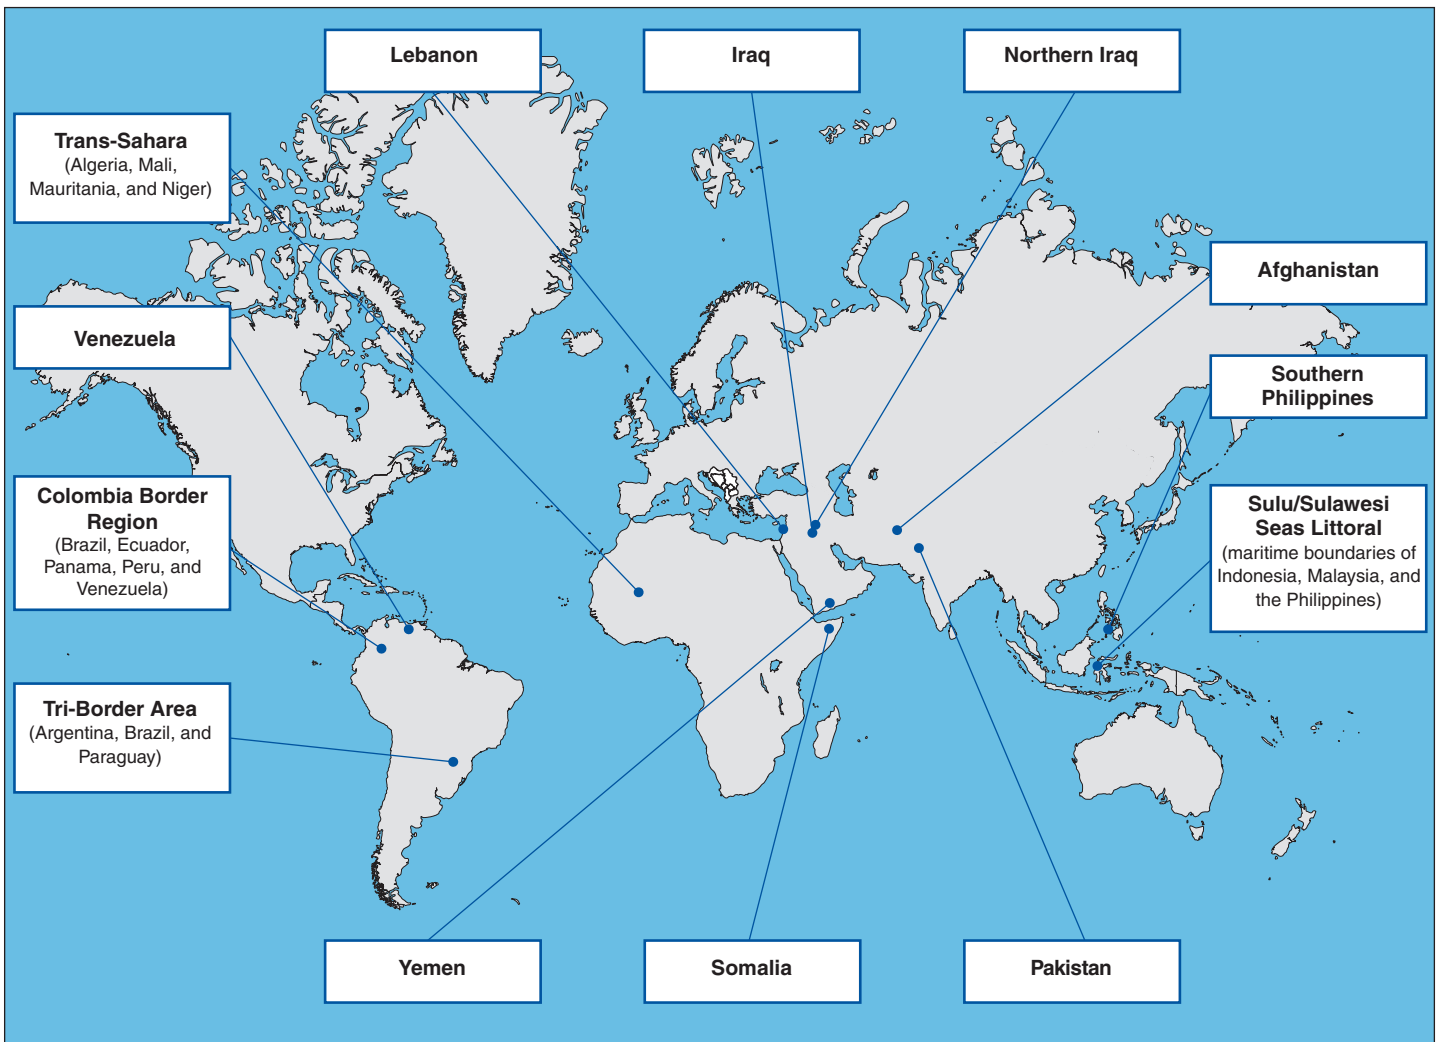 Lebanon
Iraq
Northern Iraq
Trans-Sahara
(Algeria, Mali,
Mauritania, and Niger)
Afghanistan
Venezuela
Southern
Philippines
Colombia Border
Region
(Brazil, Ecuador,
Panama, Peru, and
Venezuela)
Sulu/Sulawesi
Seas Littoral
(maritime boundaries of
Indonesia, Malaysia, and
the Philippines)
Tri-Border Area
(Argentina, Brazil, and
Paraguay)
Yemen
Somalia
Pakistan